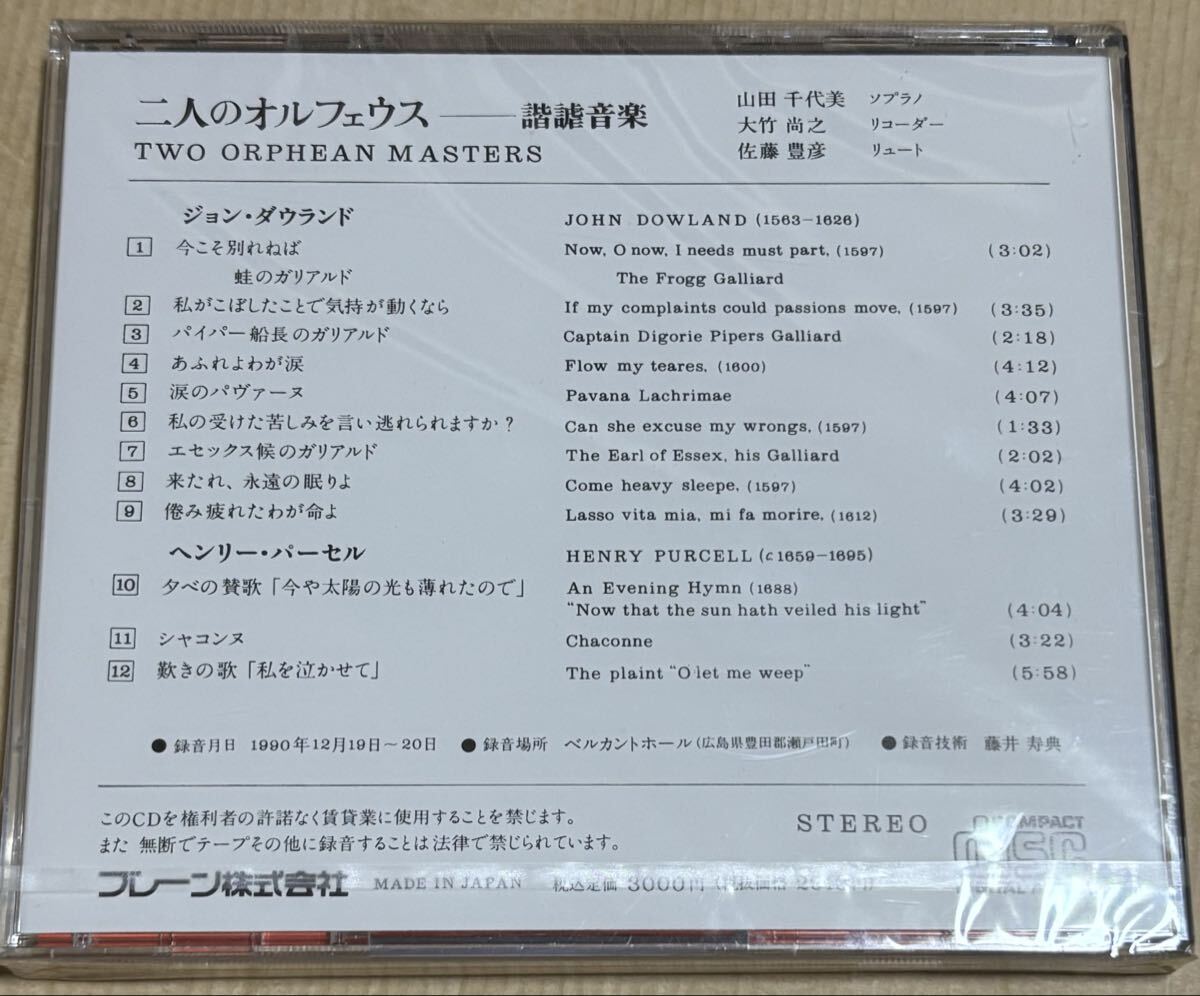 二人のオルフェウス――諧謔音楽
TWO ORPHEAN MASTERS
山田 千代美 ソプラノ
大竹 尚之 リコーダー
佐藤 豊彦 リュート
ジョン・ダウランド JOHN DOWLAND (1563−1626)
1 今こそ別れねば Now, O now, I needs must part, (1597) (3:02)
蛙のガリアルド The Frogg Galliard
2 私がこぼしたことで気持が動くなら If my complaints could passions move, (1597) (3:35)
3 パイパー船長のガリアルド Captain Digorie Pipers Galliard (2:18)
4 あふれよわが涙 Flow my teares, (1600) (4:12)
5 涙のパヴァーヌ Pavana Lachrimae (4:07)
6 私の受けた苦しみを言い逃れられますか? Can she excuse my wrongs, (1597) (1:33)
7 エセックス候のガリアルド The Earl of Essex, his Galliard (2:02)
8 来たれ、永遠の眠りよ Come heavy sleepe, (1597) (4:02)
9 倦み疲れたわが命よ Lasso vita mia, mi fa morire, (1612) (3:29)
ヘンリー・パーセル HENRY PURCELL (c1659−1695)
10 夕べの賛歌「今や太陽の光も薄れたので」 An Evening Hymn (1688)
"Now that the sun hath veiled his light" (4:04)
11 シャコンヌ Chaconne (3:22)
12 歎きの歌「私を泣かせて」 The plaint "O let me weep" (5:58)
● 録音月日 1990年12月19日〜20日 ● 録音場所 ベルカントホール(広島県豊田郡瀬戸田町) ● 録音技術 藤井 寿典
このCDを権利者の許諾なく賃貸業に使用することを禁じます。
また 無断でテープその他に録音することは法律で禁じられています。
STEREO
COMPACT
DISC
ブレーン株式会社 MADE IN JAPAN 税込定価 3000円